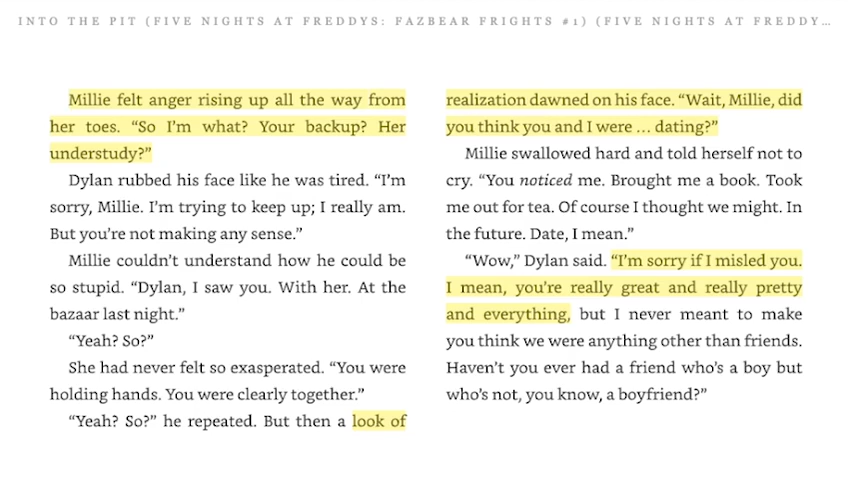 INTO THE PIT (FIVE NIGHTS AT FREDDYS: FAZBEAR FRIGHTS #1) (FIVE NIGHTS AT FREDDY...
Millie felt anger rising up all the way from
her toes. “So I’m what? Your backup? Her
understudy?”
Dylan rubbed his face like he was tired. “I’m
sorry, Millie. I’m trying to keep up; I really am.
But you’re not making any sense.”
Millie couldn’t understand how he could be
so stupid. “Dylan, I saw you. With her. At the
bazaar last night.”
“Yeah? So?”
She had never felt so exasperated. “You were
holding hands. You were clearly together.”
“Yeah? So?” he repeated. But then a look of
realization dawned on his face. “Wait, Millie, did
you think you and I were ... dating?”
Millie swallowed hard and told herself not to
cry. “You noticed me. Brought me a book. Took
me out for tea. Of course I thought we might. In
the future. Date, I mean.”
“Wow,” Dylan said. “I’m sorry if I misled you.
I mean, you’re really great and really pretty
and everything, but I never meant to make
you think we were anything other than friends.
Haven’t you ever had a friend who’s a boy but
who’s not, you know, a boyfriend?”